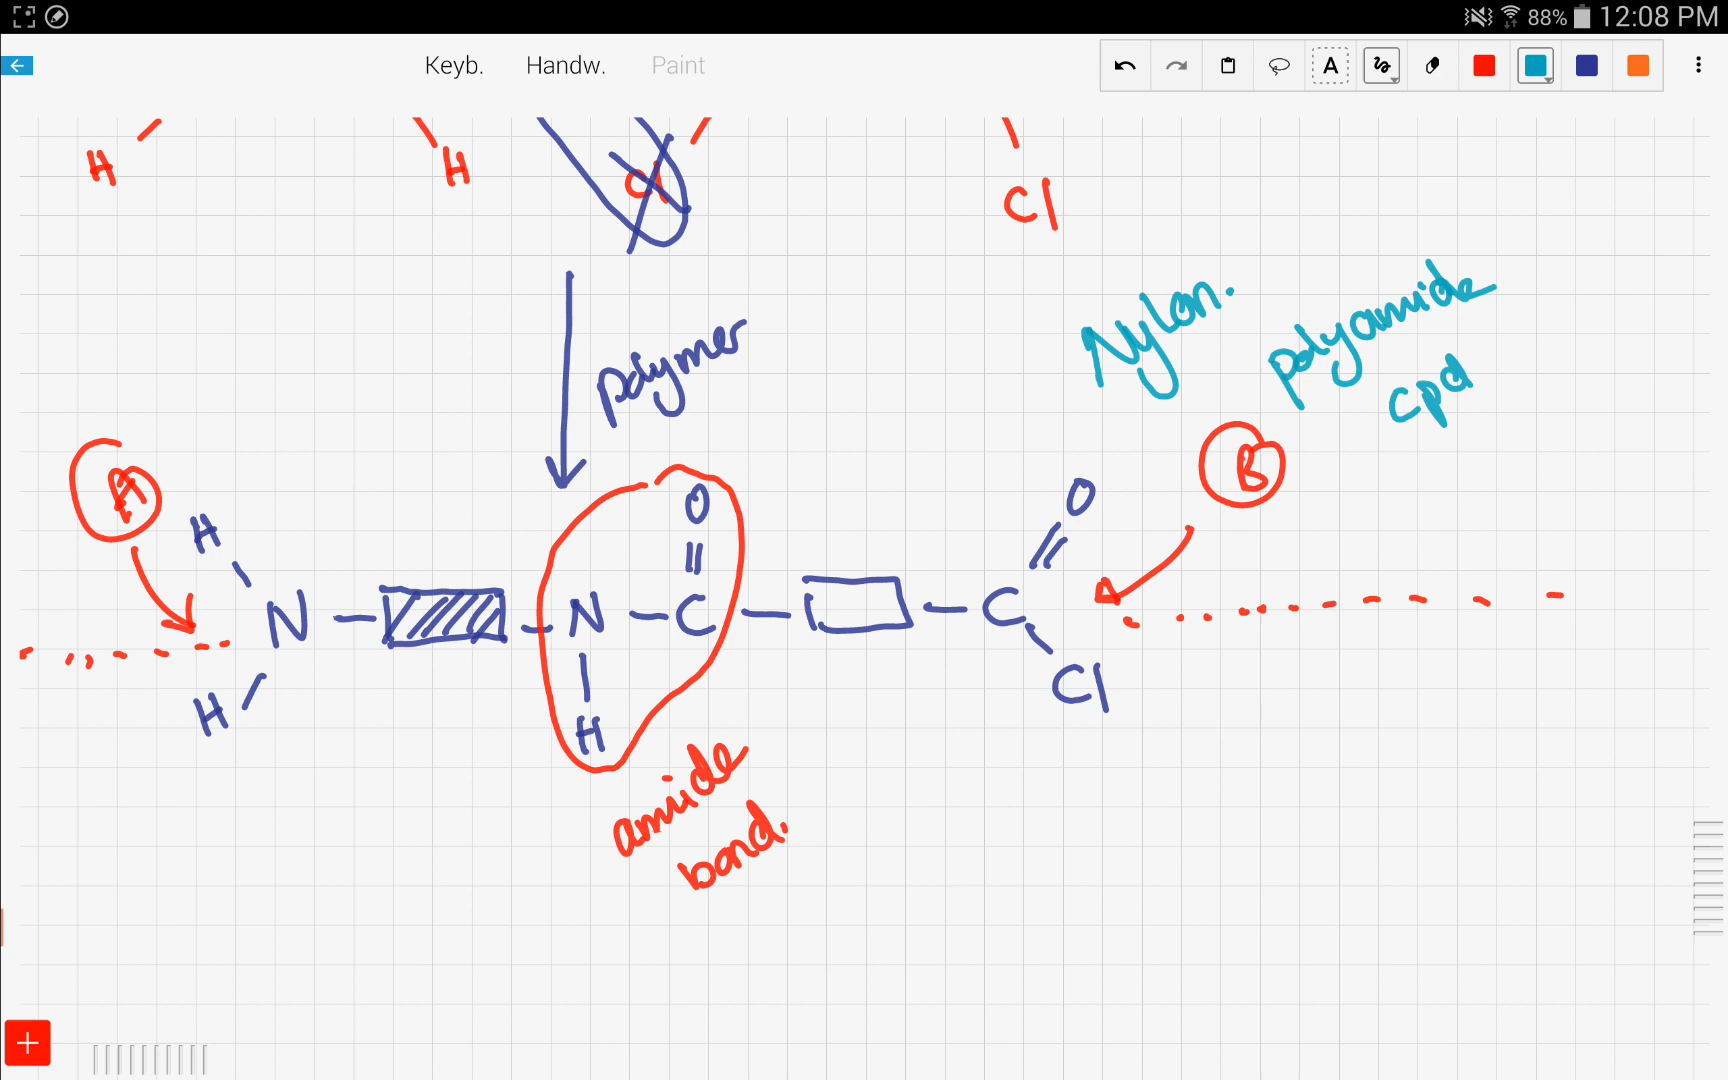 88% 12:08 PM
Keyb. Handw. Paint
A
H H Cl Cl
Nylon. polyamide
cpd
polymer
A B
H O O
N N C C
H H Cl
amide
bond.